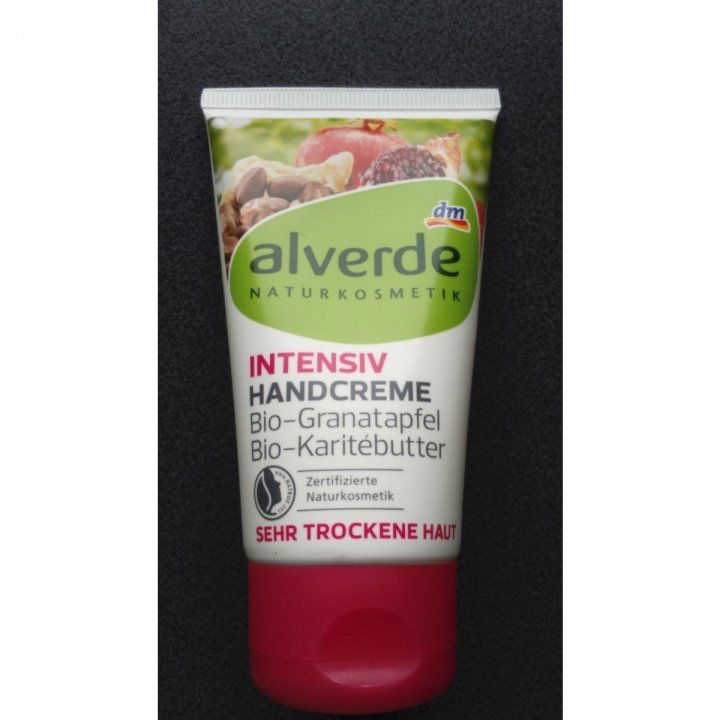 dm
alverde
NATURKOSMETIK
INTENSIV
HANDCREME
Bio-Granatapfel
Bio-Karitébutter
Zertifizierte
Naturkosmetik
SEHR TROCKENE HAUT